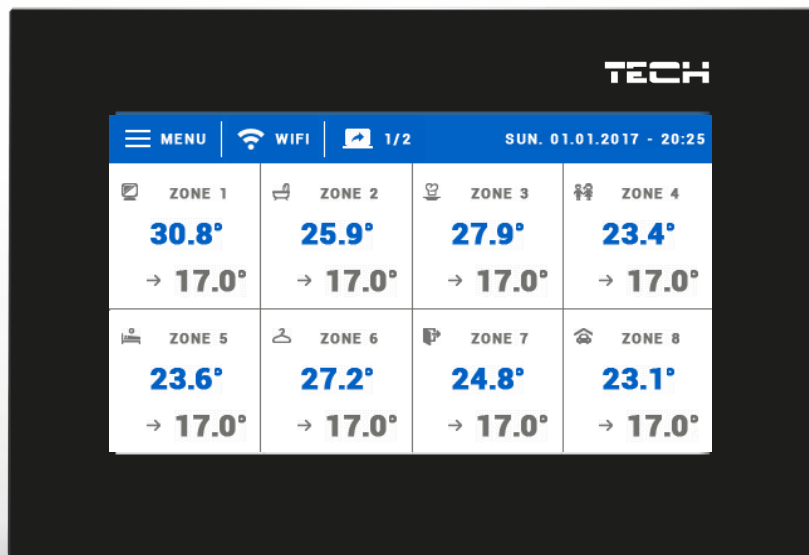 TECH
MENU WIFI 1/2 SUN. 01.01.2017 - 20:25
ZONE 1 ZONE 2 ZONE 3 ZONE 4
30.8° 25.9° 27.9° 23.4°
→ 17.0° → 17.0° → 17.0° → 17.0°
ZONE 5 ZONE 6 ZONE 7 ZONE 8
23.6° 27.2° 24.8° 23.1°
→ 17.0° → 17.0° → 17.0° → 17.0°